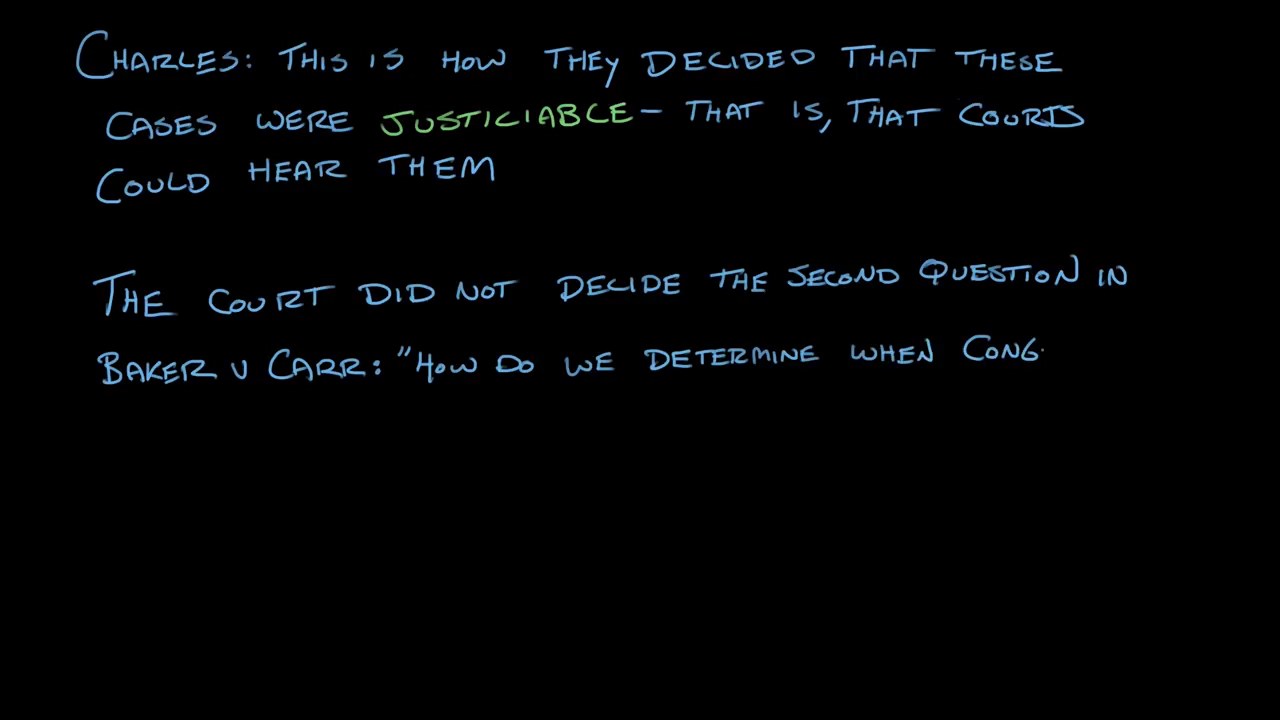 CHARLES: THIS IS HOW THEY DECIDED THAT THESE
CASES WERE JUSTICIABLE - THAT IS, THAT COURTS
COULD HEAR THEM
THE COURT DID NOT DECIDE THE SECOND QUESTION IN
BAKER V CARR: "HOW DO WE DETERMINE WHEN CONG